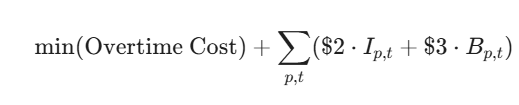 min(Overtime Cost) + ∑(\$2 · I_{p,t} + \$3 · B_{p,t})
p,t